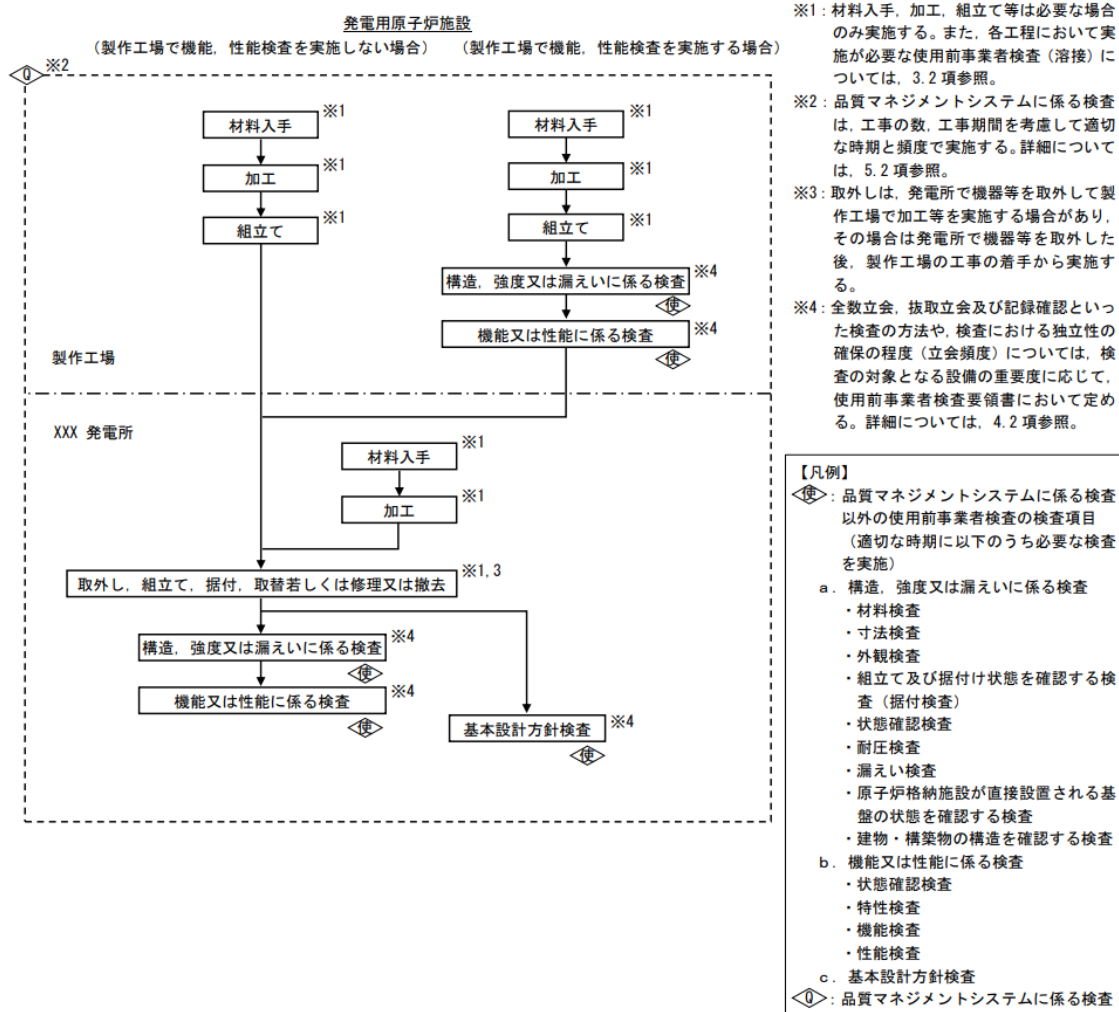 発電用原子炉施設
(製作工場で機能,性能検査を実施しない場合) (製作工場で機能,性能検査を実施する場合)
Q ※2
材料入手 ※1
加工 ※1
組立て ※1
材料入手 ※1
加工 ※1
組立て ※1
構造,強度又は漏えいに係る検査 ※4
使
機能又は性能に係る検査 ※4
使
製作工場
XXX 発電所
材料入手 ※1
加工 ※1
取外し,組立て,据付,取替若しくは修理又は撤去 ※1,3
構造,強度又は漏えいに係る検査 ※4
使
機能又は性能に係る検査 ※4
使
基本設計方針検査 ※4
使
※1:材料入手,加工,組立て等は必要な場合
のみ実施する。また,各工程において実
施が必要な使用前事業者検査(溶接)に
ついては,3.2項参照。
※2:品質マネジメントシステムに係る検査
は,工事の数,工事期間を考慮して適切
な時期と頻度で実施する。詳細について
は,5.2項参照。
※3:取外しは,発電所で機器等を取外して製
作工場で加工等を実施する場合があり,
その場合は発電所で機器等を取外した
後,製作工場の工事の着手から実施す
る。
※4:全数立会,抜取立会及び記録確認といっ
た検査の方法や,検査における独立性の
確保の程度(立会頻度)については,検
査の対象となる設備の重要度に応じて,
使用前事業者検査要領書において定め
る。詳細については,4.2項参照。
【凡例】
使:品質マネジメントシステムに係る検査
以外の使用前事業者検査の検査項目
(適切な時期に以下のうち必要な検査
を実施)
a.構造,強度又は漏えいに係る検査
・材料検査
・寸法検査
・外観検査
・組立て及び据付け状態を確認する検
査(据付検査)
・状態確認検査
・耐圧検査
・漏えい検査
・原子炉格納施設が直接設置される基
盤の状態を確認する検査
・建物・構築物の構造を確認する検査
b.機能又は性能に係る検査
・状態確認検査
・特性検査
・機能検査
・性能検査
c.基本設計方針検査
Q:品質マネジメントシステムに係る検査